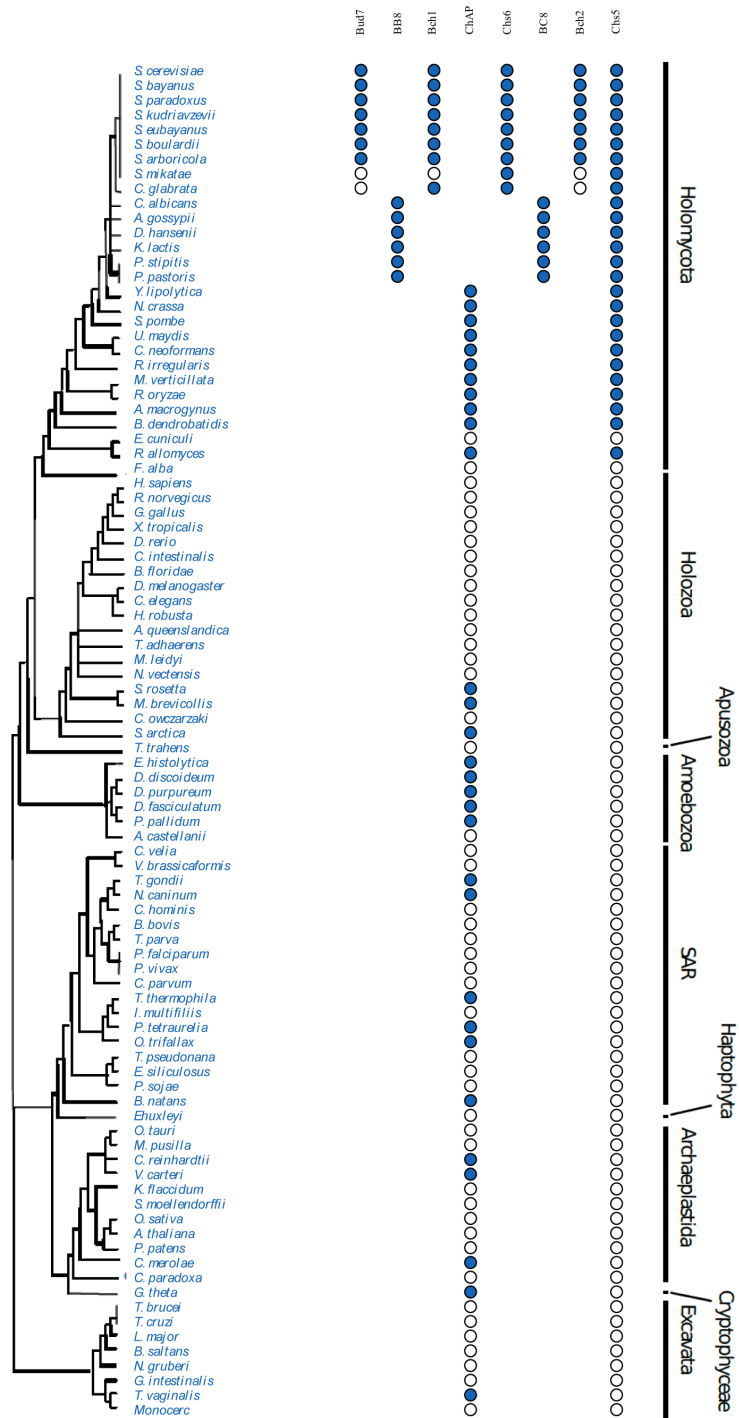 Bud7
BB8
Bch1
ChAP
Chs6
BC8
Bch2
Chs5
S. cerevisiae
S. bayanus
S. paradoxus
S. kudriavzevii
S. eubayanus
S. boulardii
S. arboricola
S. mikatae
C. glabrata
C. albicans
A. gossypii
D. hansenii
K. lactis
P. stipitis
P. pastoris
Y. lipolytica
N. crassa
S. pombe
U. maydis
C. neoformans
R. irregularis
M. verticillata
R. oryzae
A. macrogynus
B. dendrobatidis
E. cuniculi
R. allomyces
F. alba
H. sapiens
R. norvegicus
G. gallus
X. tropicalis
D. rerio
C. intestinalis
B. floridae
D. melanogaster
C. elegans
H. robusta
A. queenslandica
T. adhaerens
M. leidyi
N. vectensis
S. rosetta
M. brevicollis
C. owczarzaki
S. arctica
T. trahens
E. histolytica
D. discoideum
D. purpureum
D. fasciculatum
P. pallidum
A. castellanii
C. velia
V. brassicaformis
T. gondii
N. caninum
C. hominis
B. bovis
T. parva
P. falciparum
P. vivax
C. parvum
T. thermophila
I. multifiliis
P. tetraurelia
O. trifallax
T. pseudonana
E. siliculosus
P. sojae
B. natans
Ehuxleyi
O. tauri
M. pusilla
C. reinhardtii
V. carteri
K. flaccidum
S. moellendorffii
O. sativa
A. thaliana
P. patens
C. merolae
C. paradoxa
G. theta
T. brucei
T. cruzi
L. major
B. saltans
N. gruberi
G. intestinalis
T. vaginalis
Monocerc
Holomycota
Holozoa
Apusozoa
Amoebozoa
SAR
Haptophyta
Archaeplastida
Cryptophyceae
Excavata